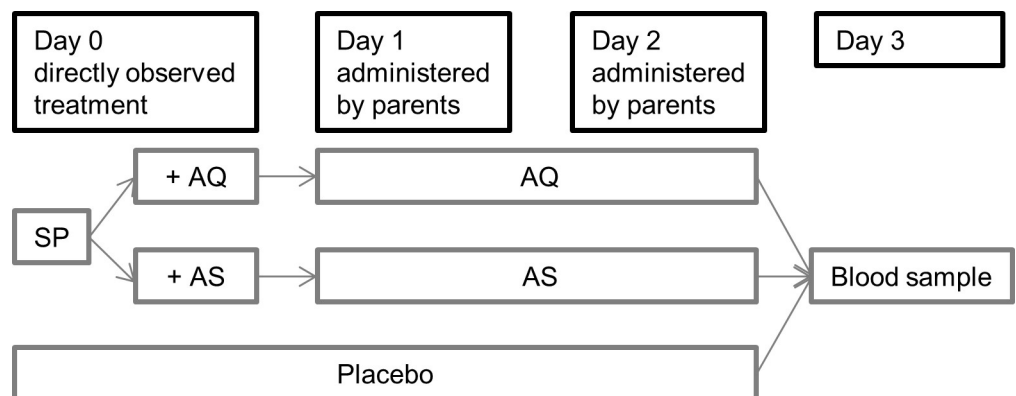 Day 0
directly observed
treatment
Day 1
administered
by parents
Day 2
administered
by parents
Day 3
+ AQ
AQ
SP
+ AS
AS
Blood sample
Placebo